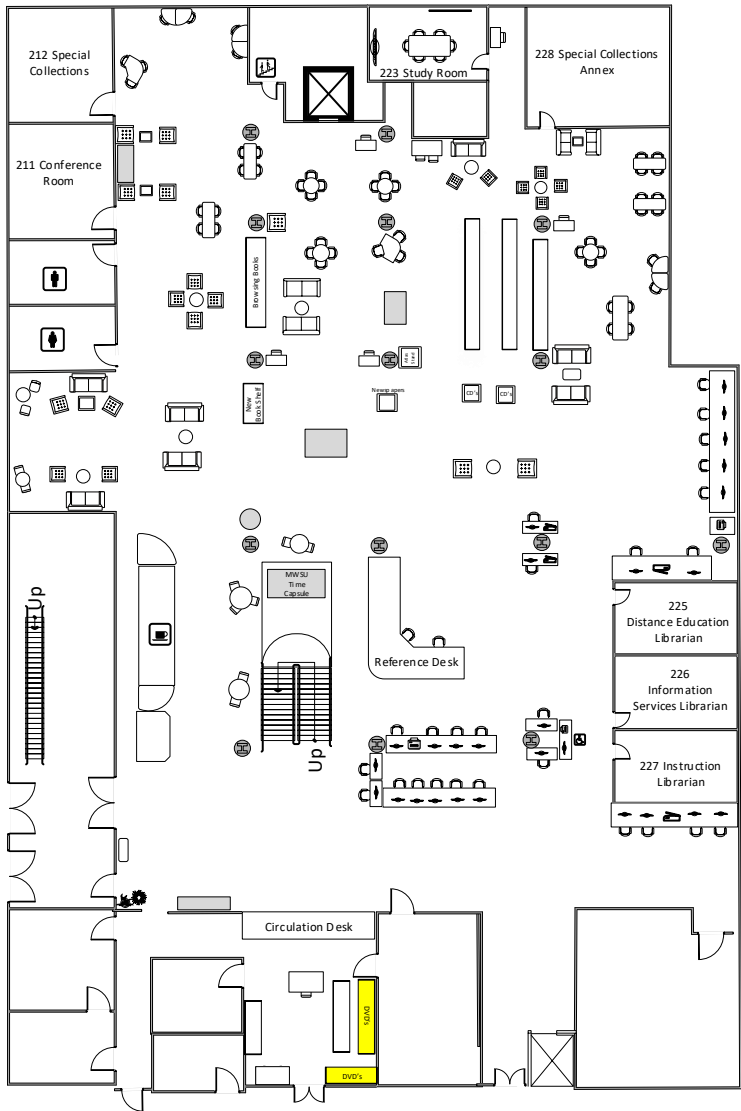 212 Special
Collections
223 Study Room
228 Special Collections
Annex
211 Conference
Room
Browsing Books
Atlas
Stand
New
Book Shelf
Newspapers
CD's
CD's
MWSU
Time
Capsule
Up
Up
Reference Desk
225
Distance Education
Librarian
226
Information
Services Librarian
227 Instruction
Librarian
Circulation Desk
DVD's
DVD's